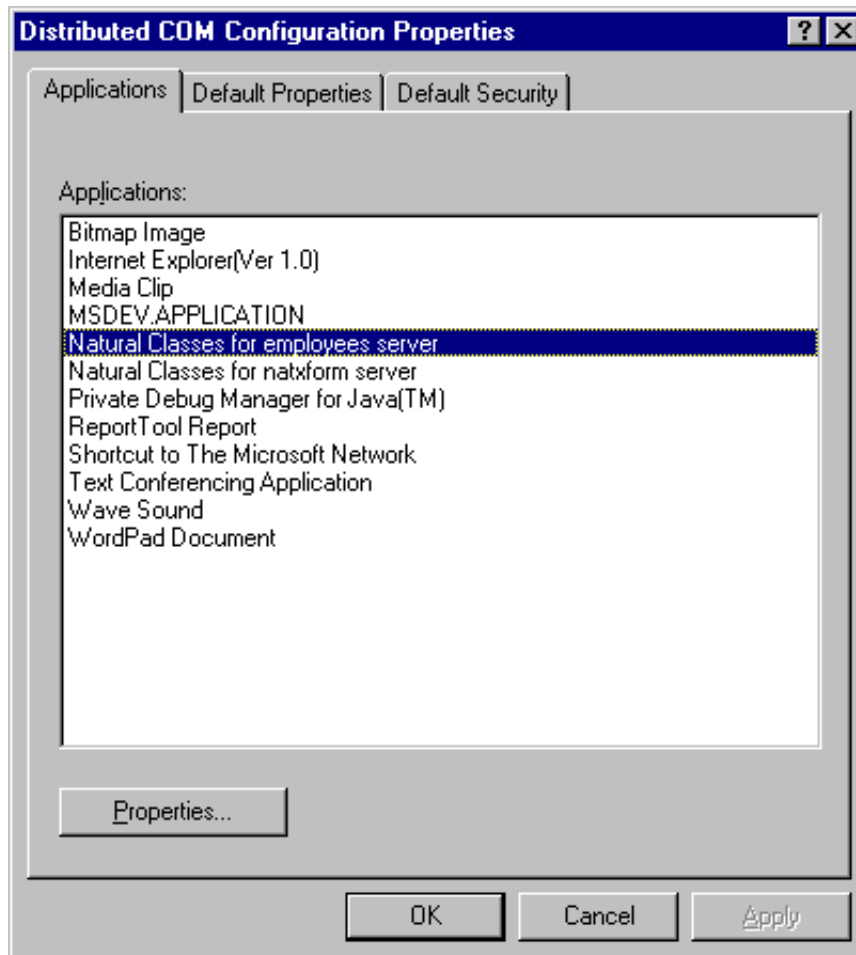 Distributed COM Configuration Properties
Applications Default Properties Default Security
Applications:
Bitmap Image
Internet Explorer(Ver 1.0)
Media Clip
MSDEV.APPLICATION
Natural Classes for employees server
Natural Classes for natxform server
Private Debug Manager for Java(TM)
ReportTool Report
Shortcut to The Microsoft Network
Text Conferencing Application
Wave Sound
WordPad Document
Properties...
OK Cancel Apply